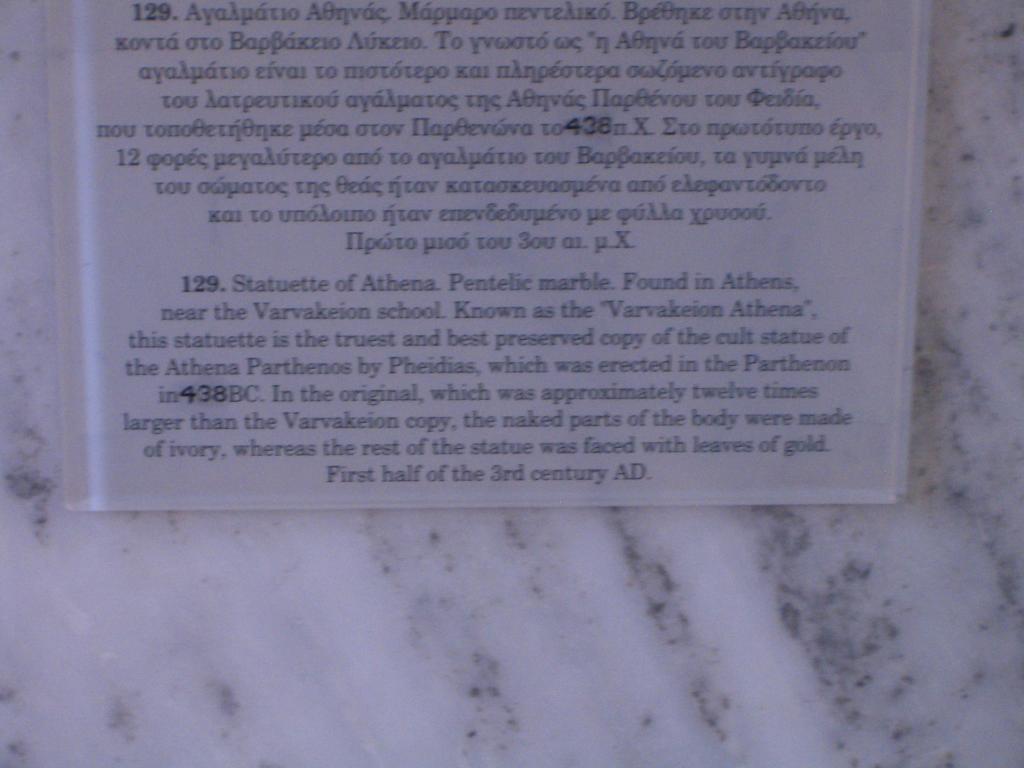 129. Αγαλμάτιο Αθηνάς. Μάρμαρο πεντελικό. Βρέθηκε στην Αθήνα,
κοντά στο Βαρβάκειο Λύκειο. Το γνωστό ως "η Αθηνά του Βαρβακείου"
αγαλμάτιο είναι το πιστότερο και πληρέστερα σωζόμενο αντίγραφο
του λατρευτικού αγάλματος της Αθηνάς Παρθένου του Φειδία,
που τοποθετήθηκε μέσα στον Παρθενώνα το 438 π.Χ. Στο πρωτότυπο έργο,
12 φορές μεγαλύτερο από το αγαλμάτιο του Βαρβακείου, τα γυμνά μέλη
του σώματος της θεάς ήταν κατασκευασμένα από ελεφαντόδοντο
και το υπόλοιπο ήταν επενδεδυμένο με φύλλα χρυσού.
Πρώτο μισό του 3ου αι. μ.Χ.
129. Statuette of Athena. Pentelic marble. Found in Athens,
near the Varvakeion school. Known as the "Varvakeion Athena",
this statuette is the truest and best preserved copy of the cult statue of
the Athena Parthenos by Pheidias, which was erected in the Parthenon
in 438 BC. In the original, which was approximately twelve times
larger than the Varvakeion copy, the naked parts of the body were made
of ivory, whereas the rest of the statue was faced with leaves of gold.
First half of the 3rd century AD.